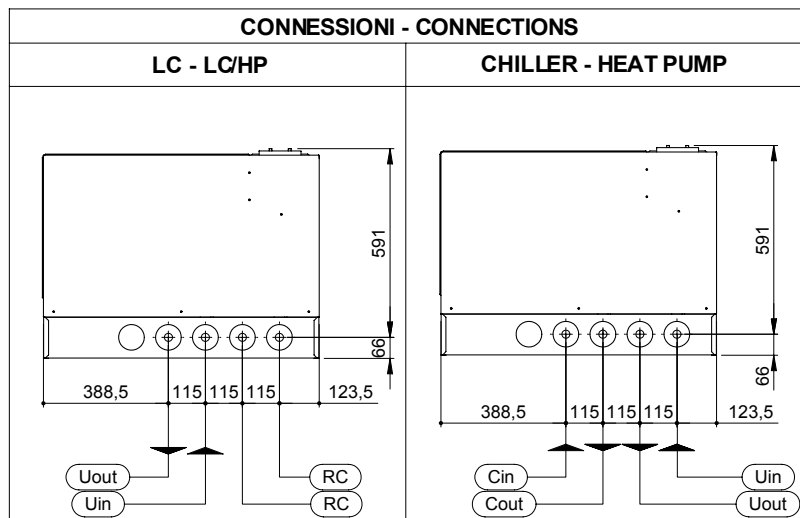 CONNESSIONI - CONNECTIONS
LC - LC/HP
CHILLER - HEAT PUMP
591
66
388,5 115 115 115 123,5
Uout
Uin
RC
RC
591
66
388,5 115 115 115 123,5
Cin
Cout
Uin
Uout